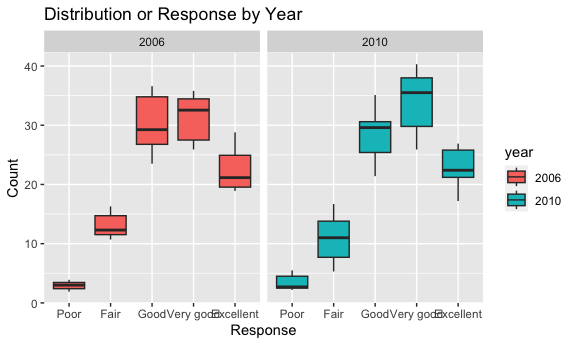 Distribution or Response by Year
2006
2010
Count
40
30
20
10
0
Poor Fair Good Very good Excellent
Poor Fair Good Very good Excellent
Response
year
2006
2010